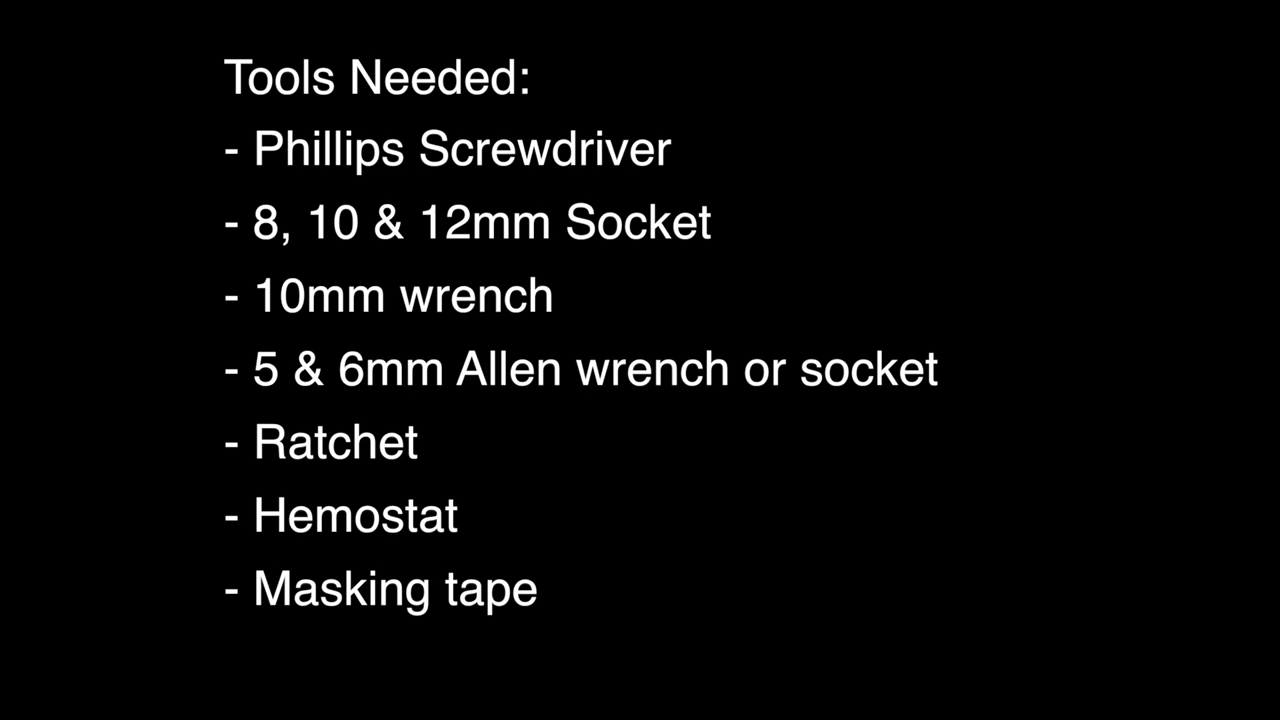 Tools Needed:
- Phillips Screwdriver
- 8, 10 & 12mm Socket
- 10mm wrench
- 5 & 6mm Allen wrench or socket
- Ratchet
- Hemostat
- Masking tape